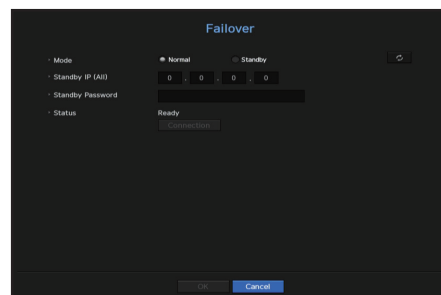 Failover
Mode Normal Standby
Standby IP (All) 0 . 0 . 0 . 0
Standby Password
Status Ready
Connection
OK Cancel